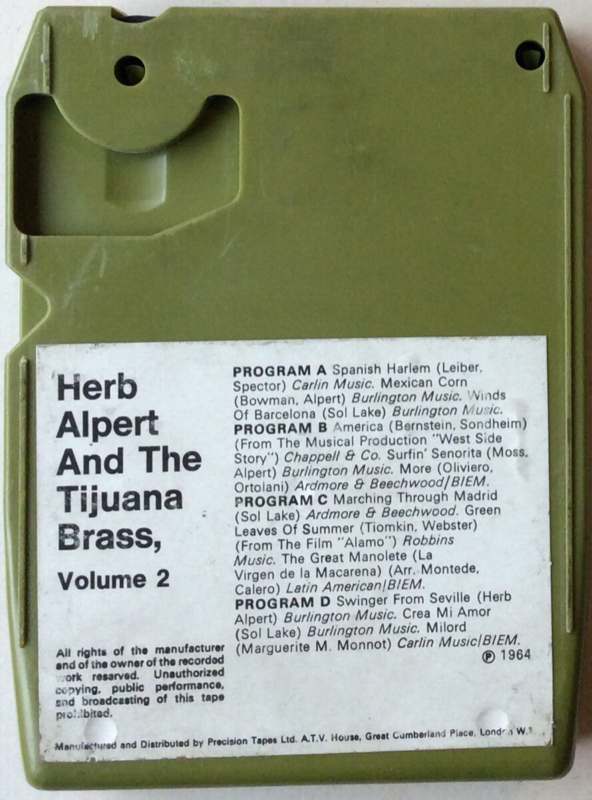 Herb
Alpert
And The
Tijuana
Brass,
Volume 2
All rights of the manufacturer
and of the owner of the recorded
work resarved. Unauthorized
copying, public performance,
and broadcasting of this tape
prohibited.
PROGRAM A Spanish Harlem (Leiber,
Spector) Carlin Music. Mexican Corn
(Bowman, Alpert) Burlington Music. Winds
Of Barcelona (Sol Lake) Burlington Music.
PROGRAM B America (Bernstein, Sondheim)
(From The Musical Production "West Side
Story") Chappell & Co. Surfin' Senorita (Moss,
Alpert) Burlington Music. More (Oliviero,
Ortolani) Ardmore & Beechwood/BIEM.
PROGRAM C Marching Through Madrid
(Sol Lake) Ardmore & Beechwood. Green
Leaves Of Summer (Tiomkin, Webster)
(From The Film "Alamo") Robbins
Music. The Great Manolete (La
Virgen de la Macarena) (Arr. Montede,
Calero) Latin American/BIEM.
PROGRAM D Swinger From Seville (Herb
Alpert) Burlington Music. Crea Mi Amor
(Sol Lake) Burlington Music. Milord
(Marguerite M. Monnot) Carlin Music/BIEM.
℗ 1964
Manufactured and Distributed by Precision Tapes Ltd. A.T.V. House, Great Cumberland Place, London W.1